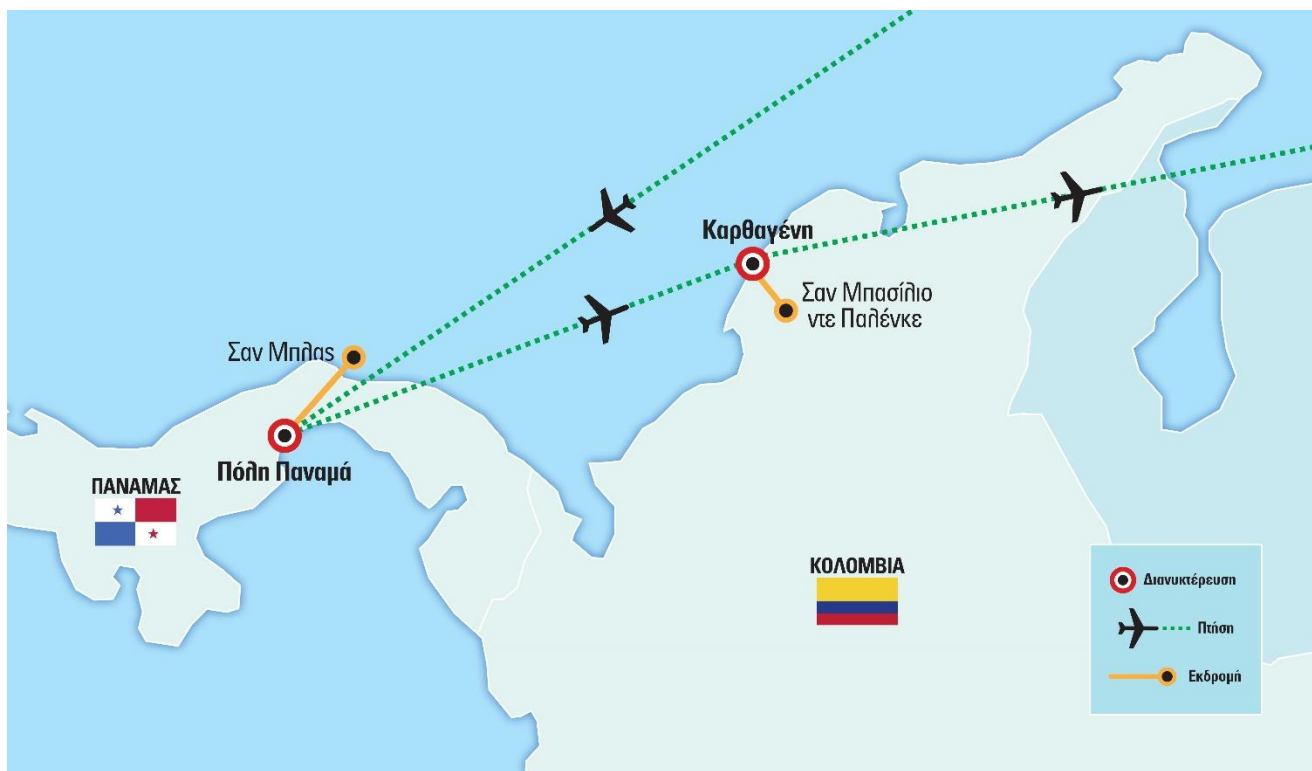 Καρθαγένη
Σαν Μπασίλιο
ντε Παλένκε
Σαν Μπλας
Πόλη Παναμά
ΠΑΝΑΜΑΣ
ΚΟΛΟΜΒΙΑ
Διανυκτέρευση
Πτήση
Εκδρομή